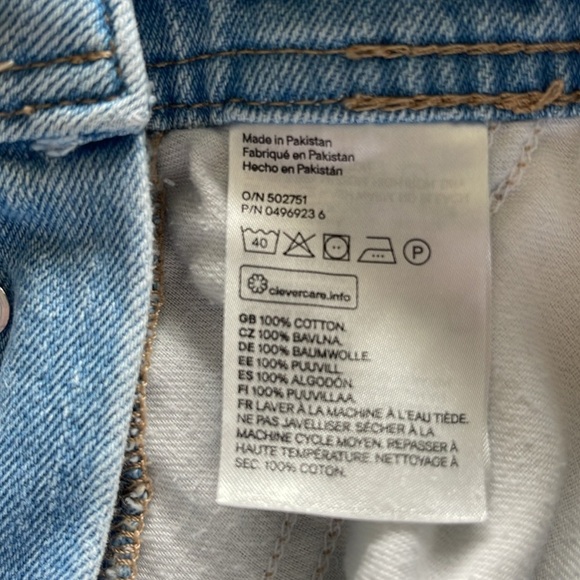 Made in Pakistan
Fabriqué en Pakistan
Hecho en Pakistán
O/N 502751
P/N 0496923 6
40 P
clevercare.info
GB 100% COTTON.
CZ 100% BAVLNA.
DE 100% BAUMWOLLE.
EE 100% PUUVILL.
ES 100% ALGODÓN.
FI 100% PUUVILLAA.
FR LAVER À LA MACHINE À L'EAU TIÈDE.
NE PAS JAVELLISER. SÉCHER À LA
MACHINE CYCLE MOYEN. REPASSER À
HAUTE TEMPÉRATURE. NETTOYAGE À
SEC. 100% COTON.